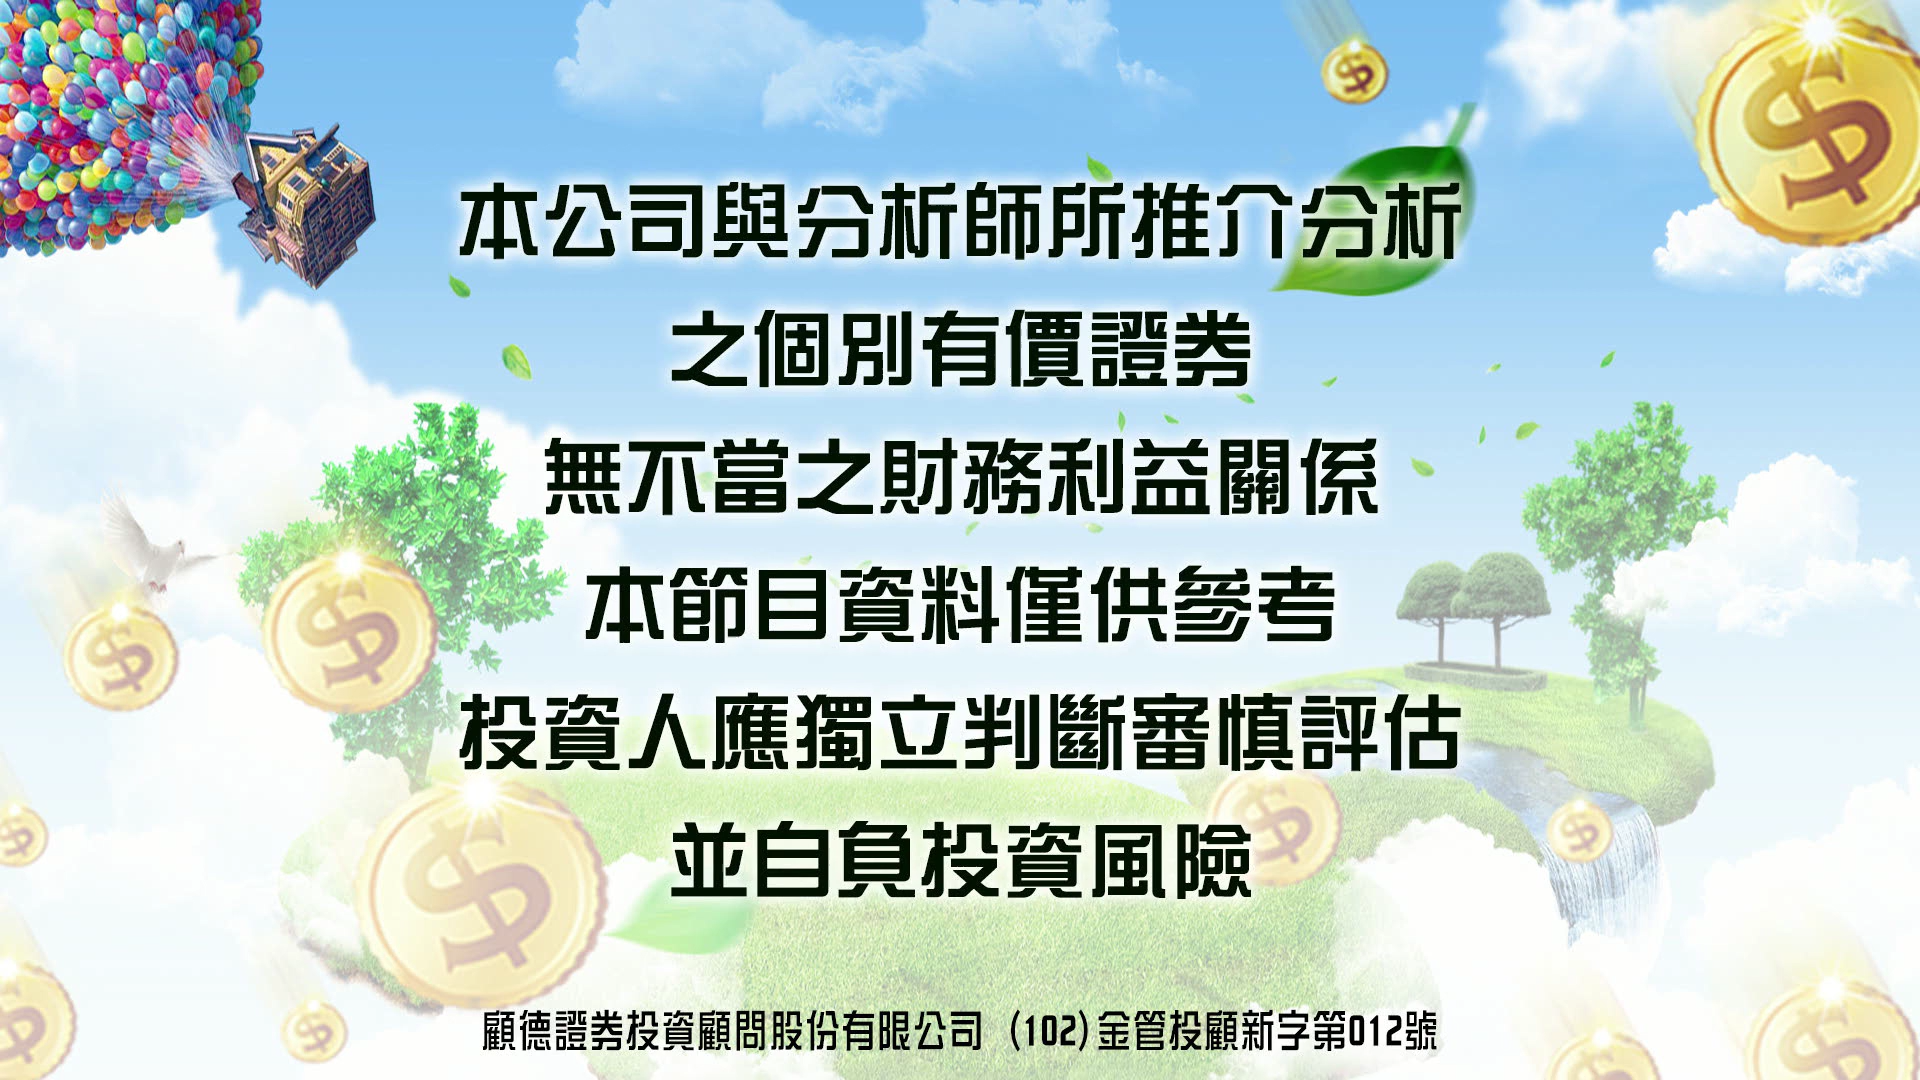 本公司與分析師所推介分析
之個別有價證券
無不當之財務利益關係
本節目資料僅供參考
投資人應獨立判斷審慎評估
並自負投資風險
顧德證券投資顧問股份有限公司 (102)金管投顧新字第012號